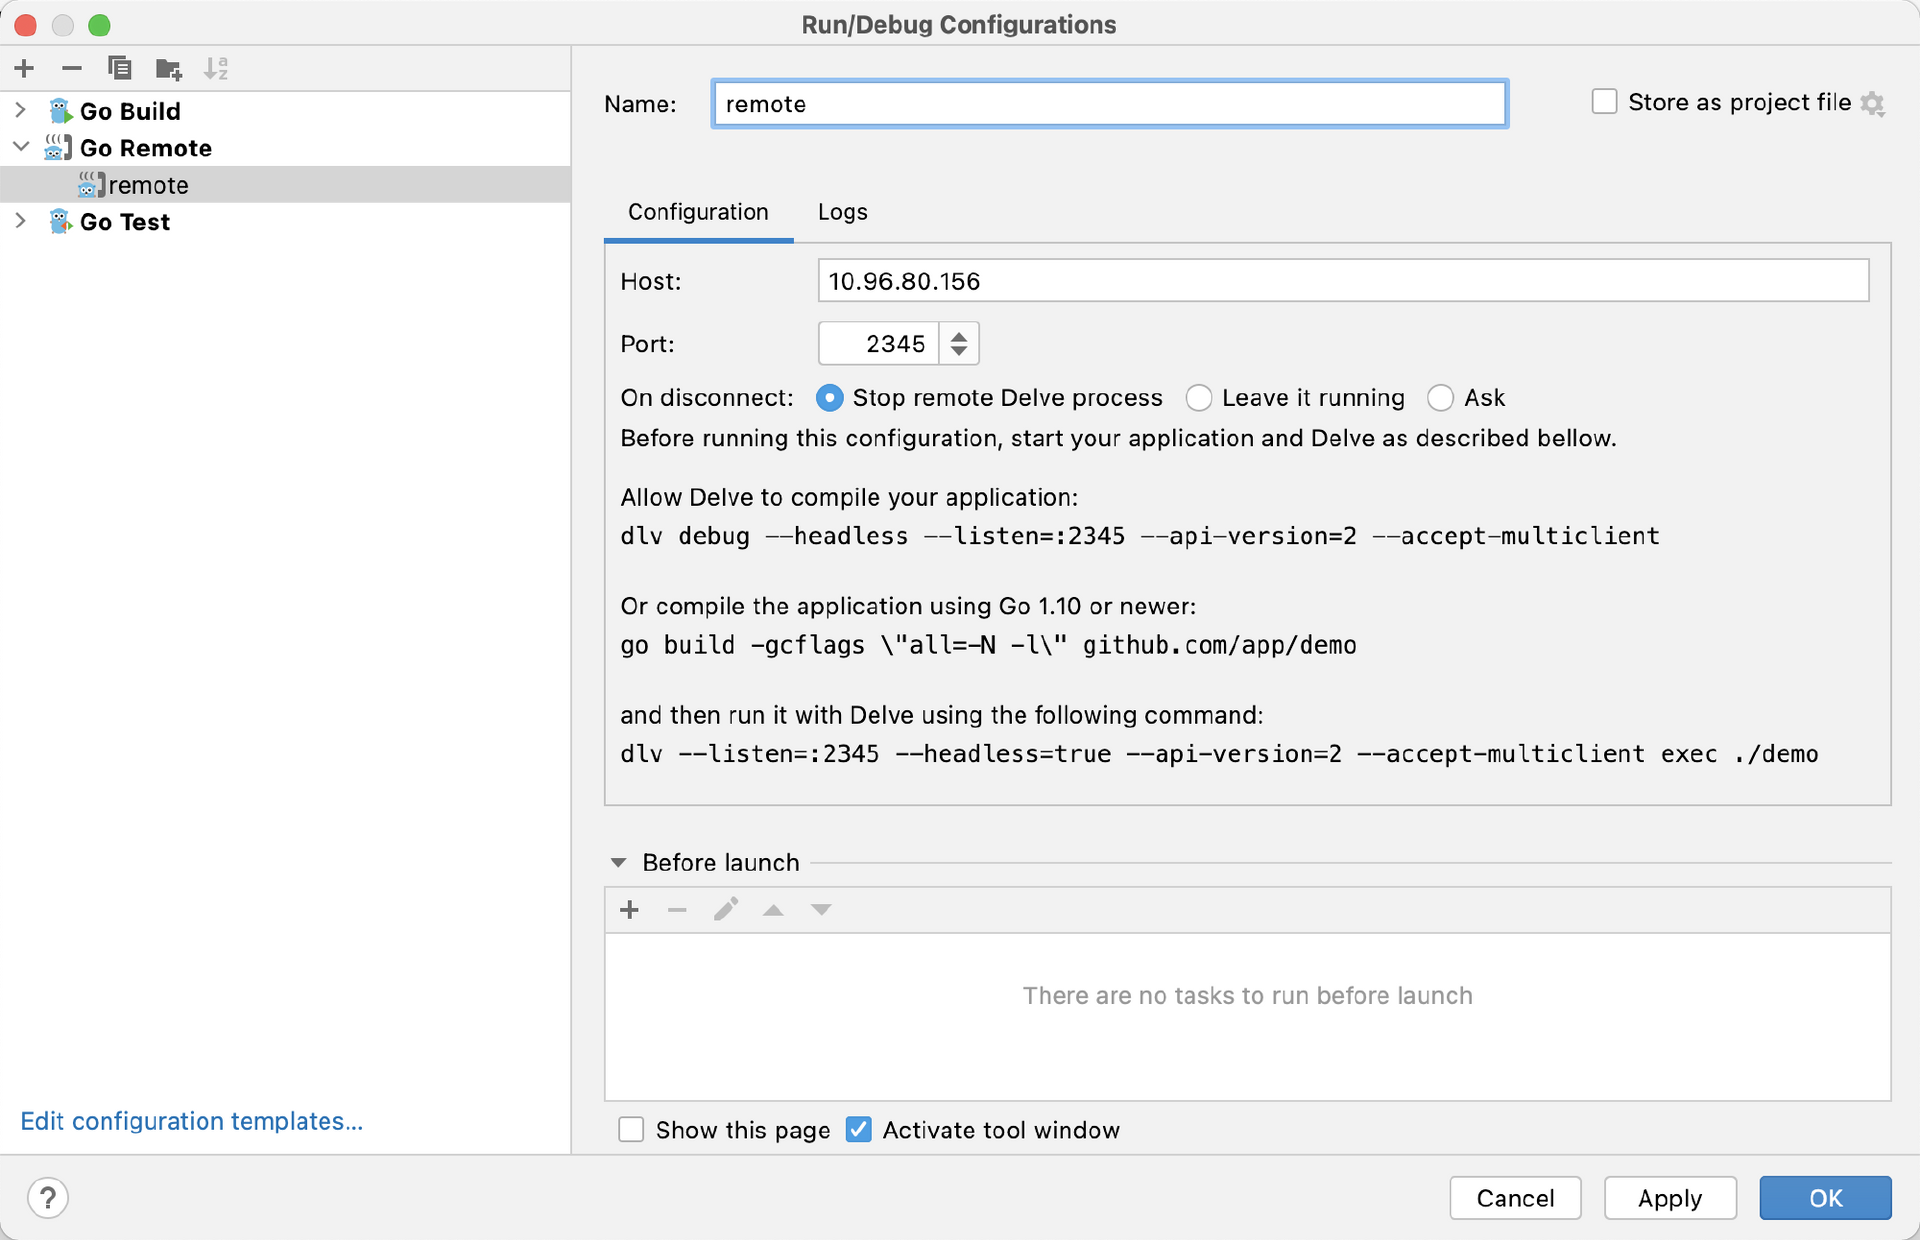 Run/Debug Configurations
Go Build
Go Remote
remote
Go Test
Edit configuration templates...
Name: remote
Store as project file
Configuration Logs
Host: 10.96.80.156
Port: 2345
On disconnect: Stop remote Delve process Leave it running Ask
Before running this configuration, start your application and Delve as described bellow.
Allow Delve to compile your application:
dlv debug --headless --listen=:2345 --api-version=2 --accept-multiclient
Or compile the application using Go 1.10 or newer:
go build -gcflags \"all=-N -l\" github.com/app/demo
and then run it with Delve using the following command:
dlv --listen=:2345 --headless=true --api-version=2 --accept-multiclient exec ./demo
Before launch
There are no tasks to run before launch
Show this page Activate tool window
? Cancel Apply OK